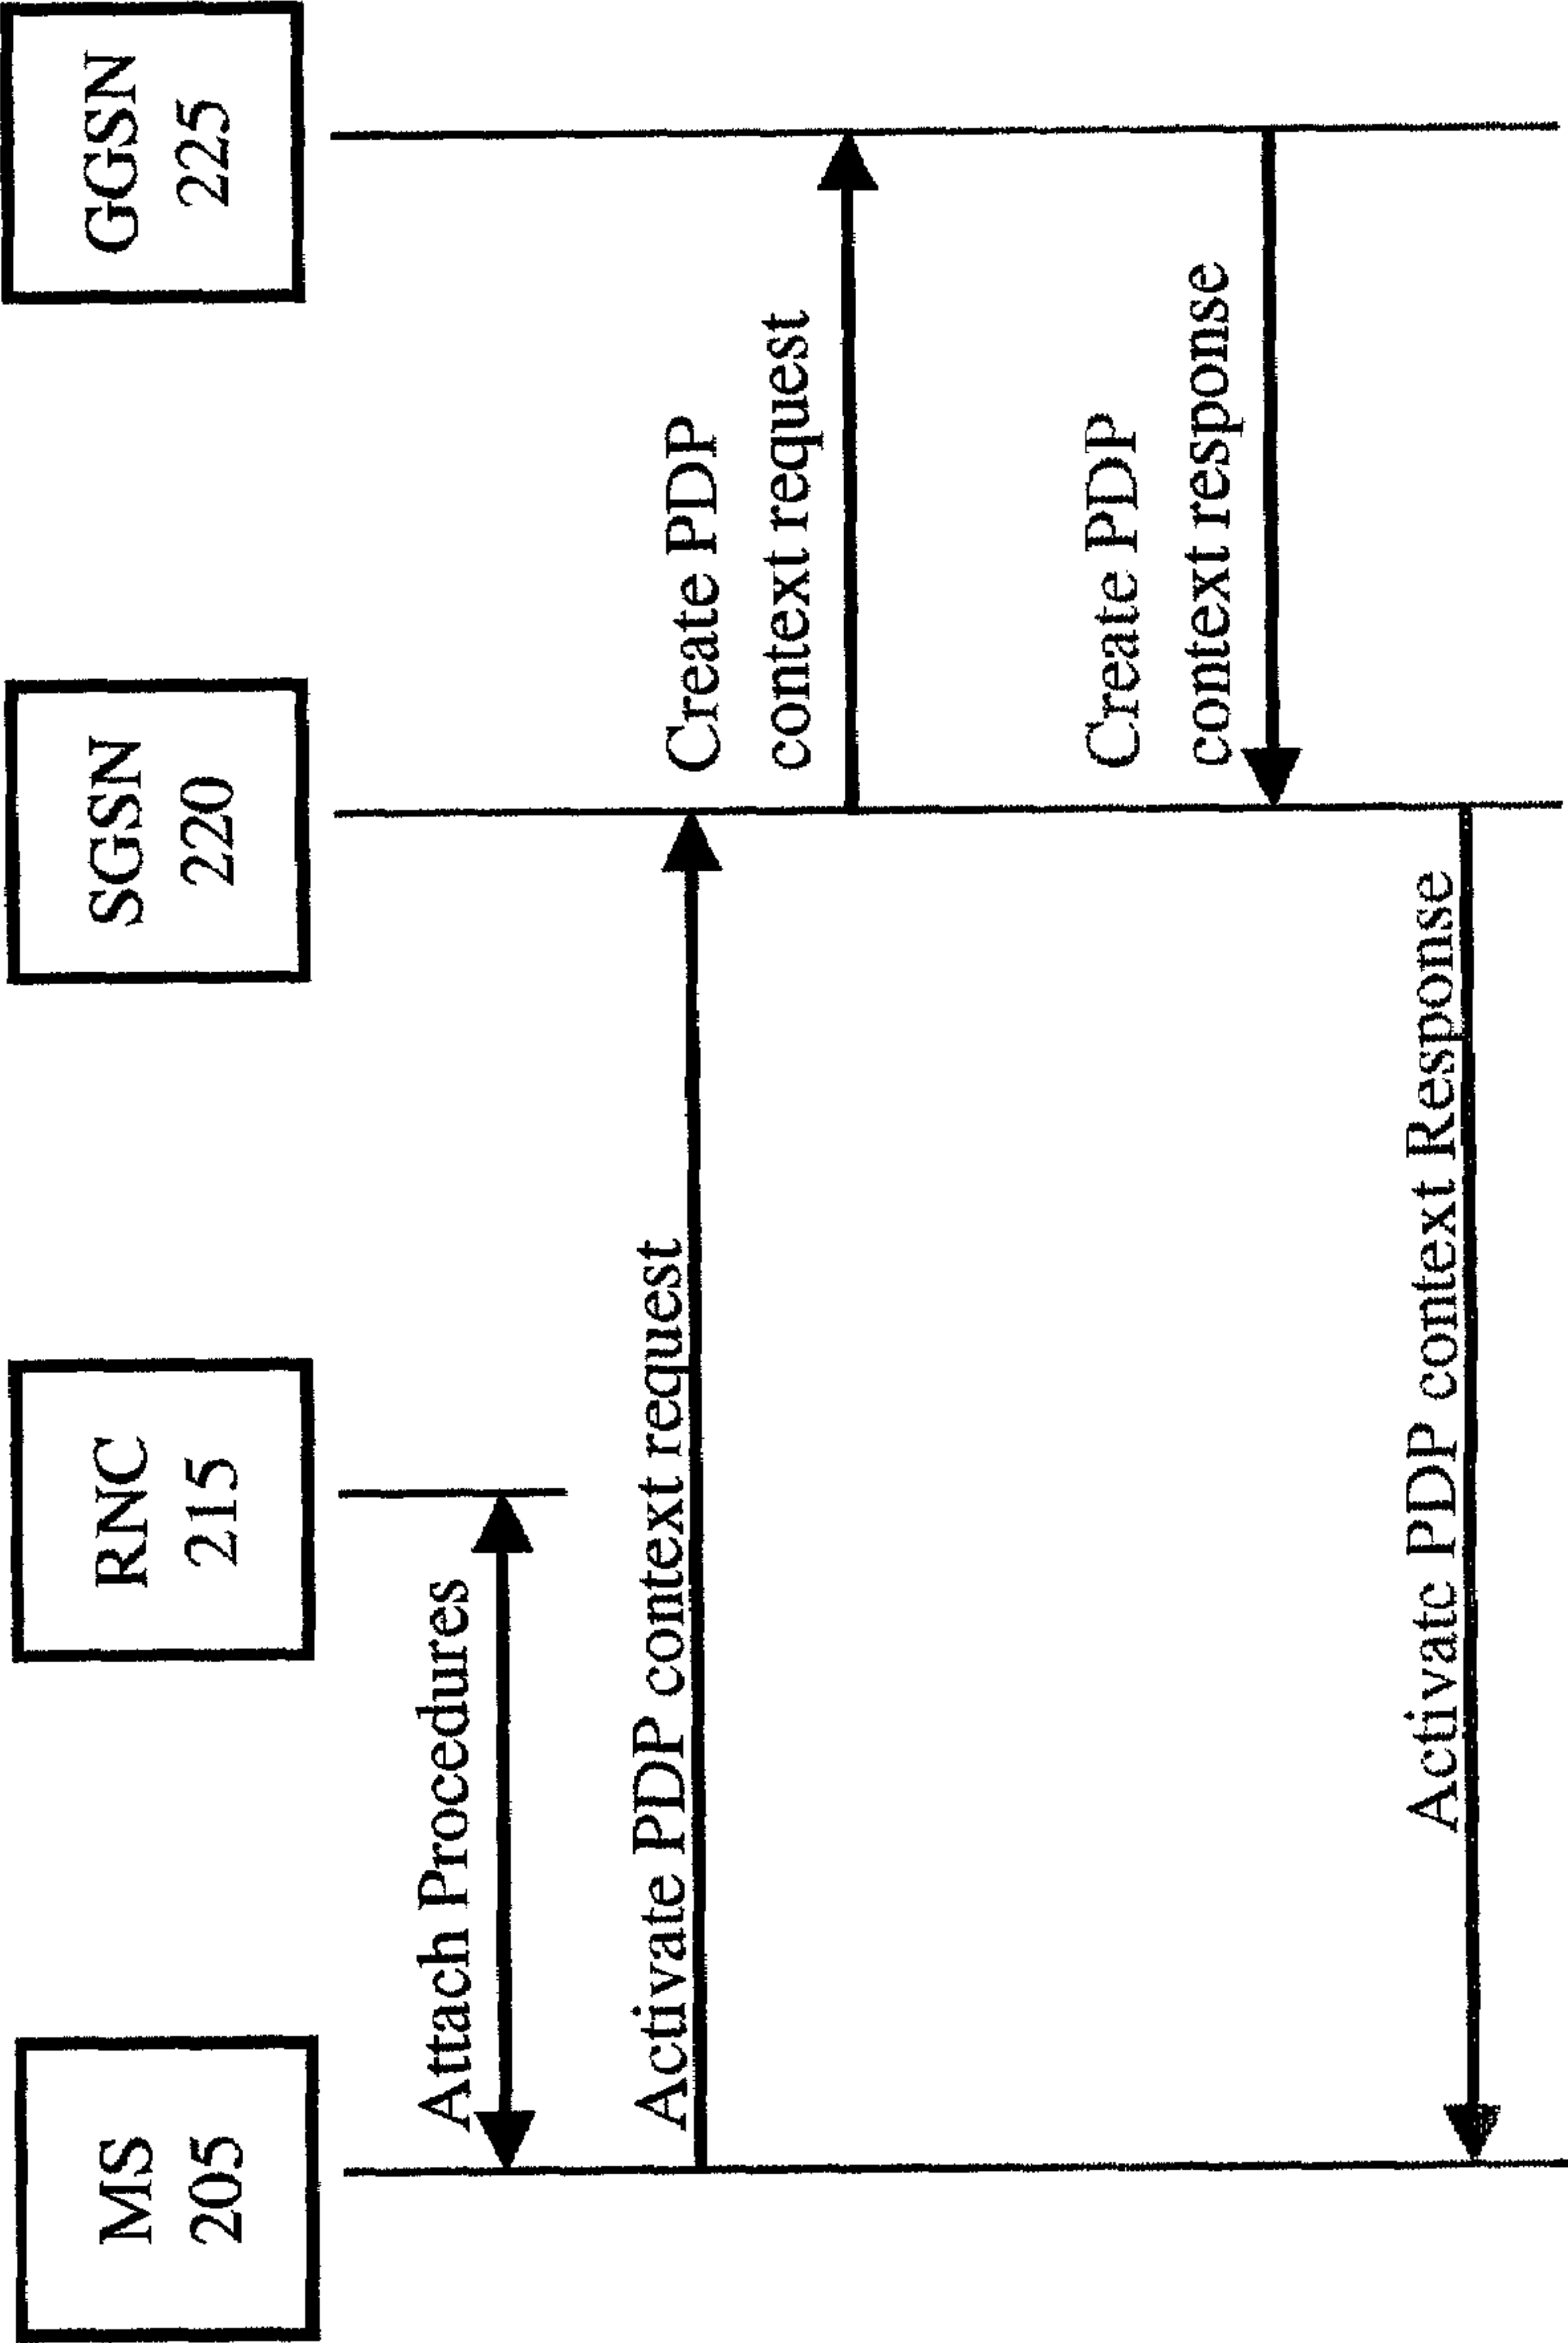 MS
205
RNC
215
SGSN
220
GGSN
225
Attach Procedures
Activate PDP context request
Create PDP
context request
Create PDP
context response
Activate PDP context Response